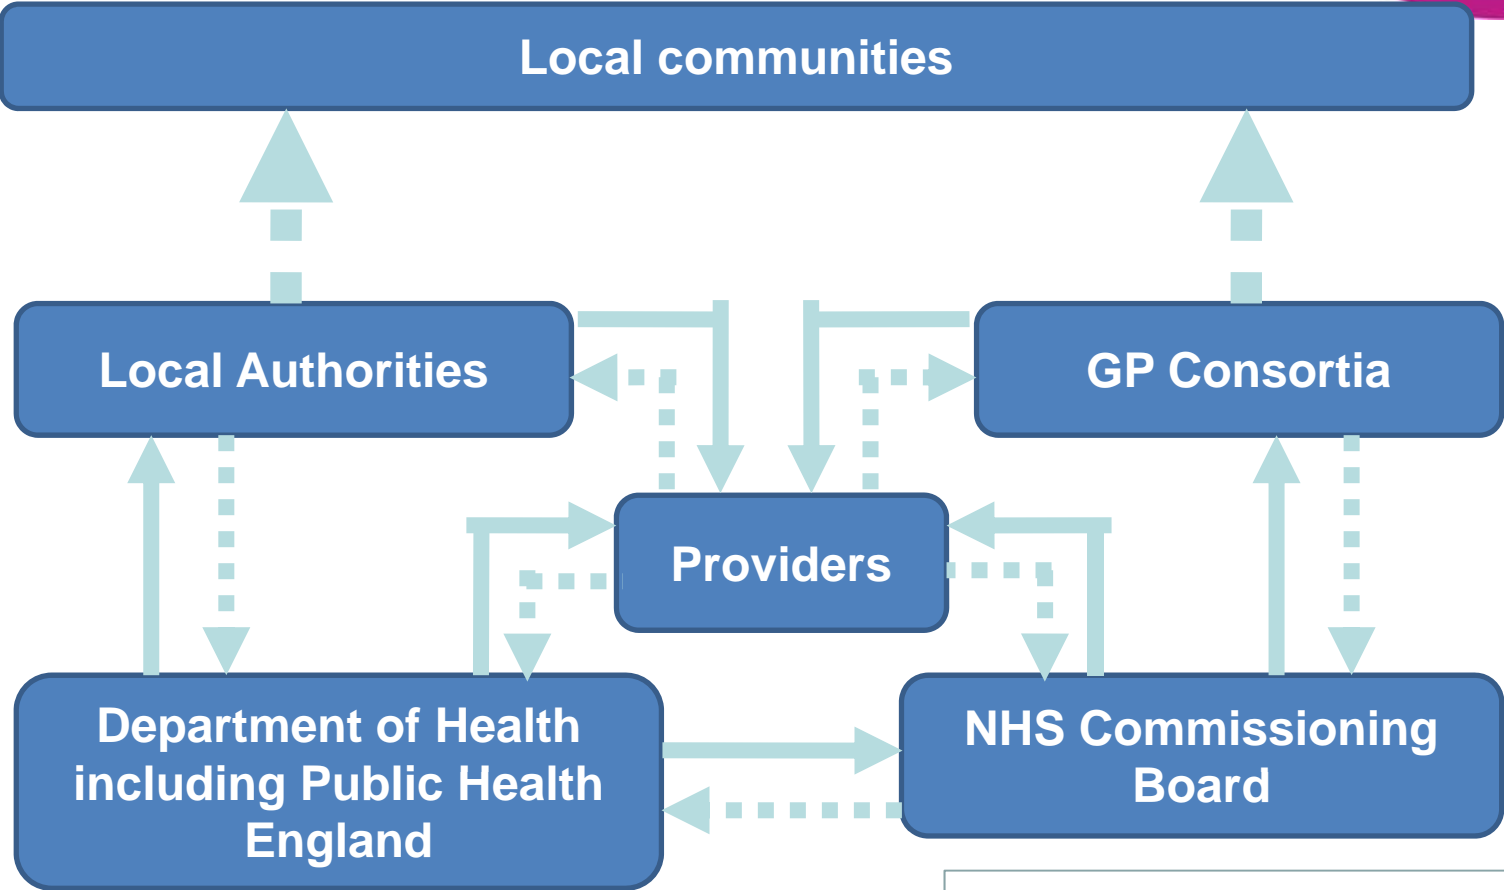 Local communities
Local Authorities
GP Consortia
Providers
Department of Health
including Public Health
England
NHS Commissioning
Board